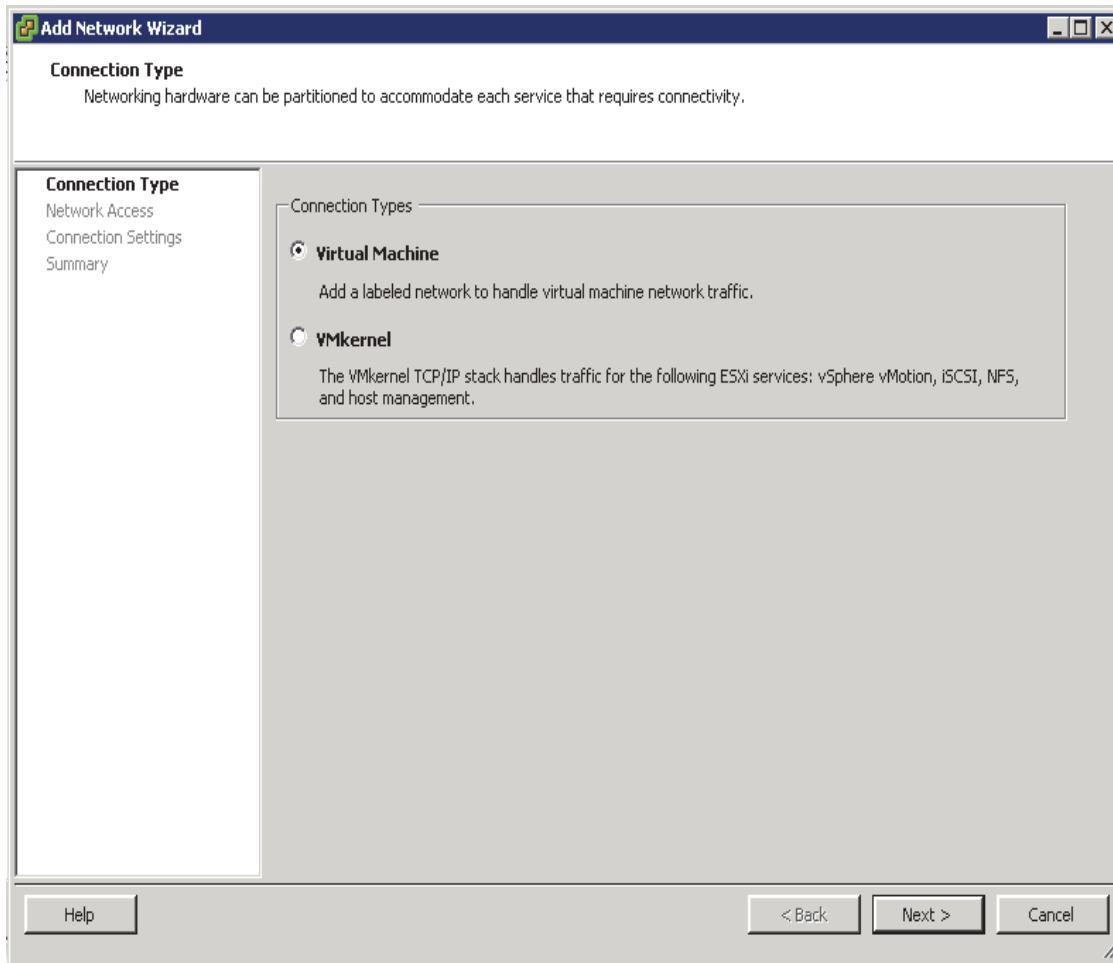 Add Network Wizard
Connection Type
Networking hardware can be partitioned to accommodate each service that requires connectivity.
Connection Type
Network Access
Connection Settings
Summary
Connection Types
Virtual Machine
Add a labeled network to handle virtual machine network traffic.
VMkernel
The VMkernel TCP/IP stack handles traffic for the following ESXi services: vSphere vMotion, iSCSI, NFS,
and host management.
Help
< Back
Next >
Cancel